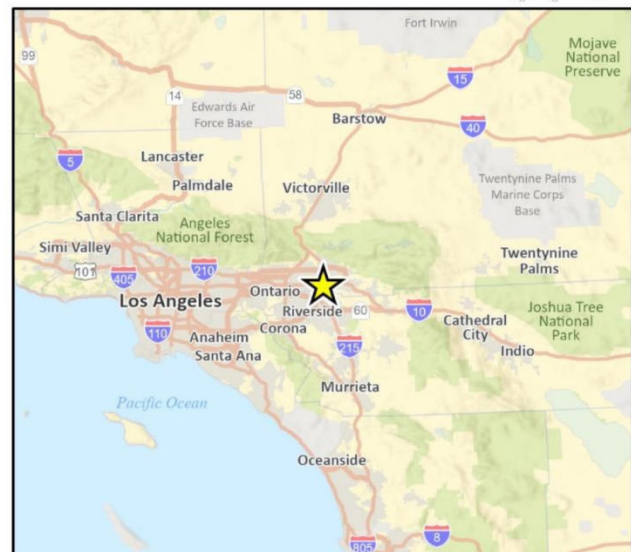 Fort Irwin
99
Mojave
National
Preserve
15
14
58
Edwards Air
Force Base
Barstow
40
5
Lancaster
Palmdale
Victorville
Twentynine Palms
Marine Corps
Base
Santa Clarita
Angeles
National Forest
Simi Valley
101
405
210
Twentynine
Palms
Los Angeles
Ontario
Riverside
60
10
Joshua Tree
National
Park
110
Anaheim
Corona
Cathedral
City
Santa Ana
215
Indio
Murrieta
Pacific Ocean
Oceanside
805
8